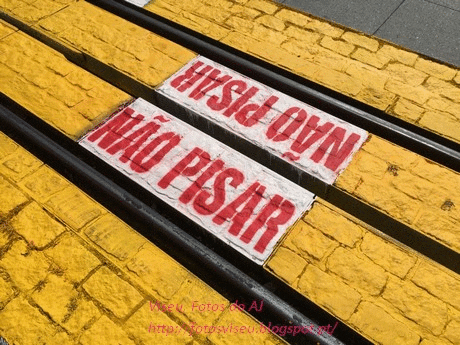 NÃO PISAR
NÃO PISAR
Viseu, Fotos do AJ
http://fotosviseu.blogspot.pt/